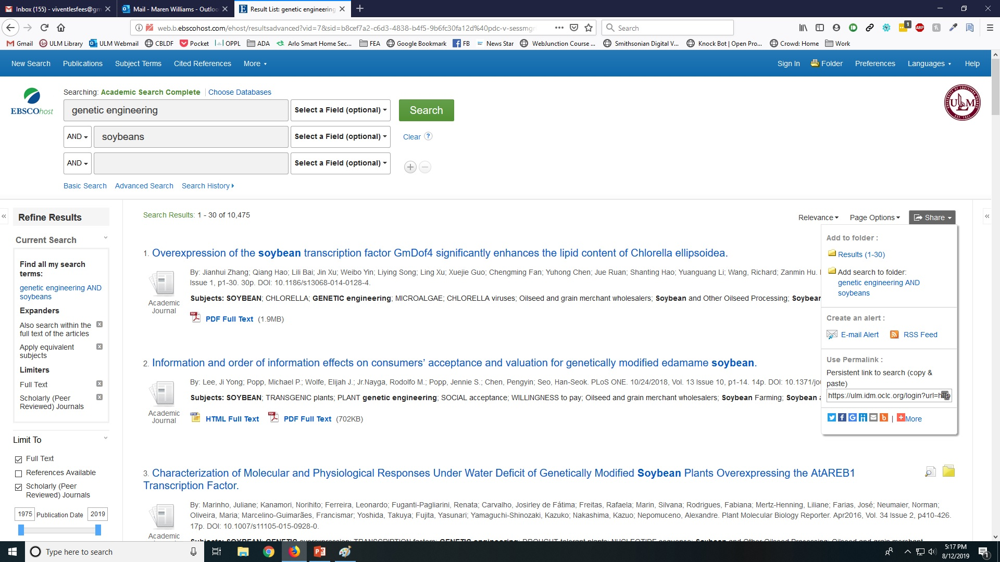 Inbox (155) - viventlesfees@gm
Mail - Maren Williams - Outloo
Result List: genetic engineering
web.b.ebscohost.com/ehost/resultsadvanced?vid=7&sid=b8cef7a2-c6d3-4838-b4f5-9b6fc30fa12d%40pdc-v-sessmgr
Search
1
ABP
Gmail
ULM Library
ULM Webmail
CBLDF
Pocket
OPPL
ADA
Arlo Smart Home Sec...
FEA
Google Bookmark
FB
News Star
WebJunction Course ...
Smithsonian Digital V...
Knock Bot | Open Pro...
Crowd: Home
Work
New Search
Publications
Subject Terms
Cited References
More
Sign In
Folder
Preferences
Languages
Help
EBSCOhost
Searching: Academic Search Complete
Choose Databases
genetic engineering
Select a Field (optional)
Search
AND
soybeans
Select a Field (optional)
Clear
?
AND
Select a Field (optional)
Basic Search
Advanced Search
Search History
ULM
Refine Results
Current Search
Find all my search
terms:
genetic engineering AND
soybeans
Expanders
Also search within the
full text of the articles
Apply equivalent
subjects
Limiters
Full Text
Scholarly (Peer
Reviewed) Journals
Limit To
Full Text
References Available
Scholarly (Peer
Reviewed) Journals
1975 Publication Date 2019
Search Results: 1 - 30 of 10,475
Relevance
Page Options
Share
1. Overexpression of the soybean transcription factor GmDof4 significantly enhances the lipid content of Chlorella ellipsoidea.
Academic
Journal
By: Jianhui Zhang; Qiang Hao; Lili Bai; Jin Xu; Weibo Yin; Liying Song; Ling Xu; Xuejie Guo; Chengming Fan; Yuhong Chen; Jue Ruan; Shanting Hao; Yuanguang Li; Wang, Richard; Zanmin Hu.
Issue 1, p1-30. 30p. DOI: 10.1186/s13068-014-0128-4.
Subjects: SOYBEAN; CHLORELLA; GENETIC engineering; MICROALGAE; CHLORELLA viruses; Oilseed and grain merchant wholesalers; Soybean and Other Oilseed Processing; Soybean
PDF Full Text (1.9MB)
2. Information and order of information effects on consumers’ acceptance and valuation for genetically modified edamame soybean.
Academic
Journal
By: Lee, Ji Yong; Popp, Michael P.; Wolfe, Elijah J.; Jr.Nayga, Rodolfo M.; Popp, Jennie S.; Chen, Pengyin; Seo, Han-Seok. PLoS ONE. 10/24/2018, Vol. 13 Issue 10, p1-14. 14p. DOI: 10.1371/jou
Subjects: SOYBEAN; TRANSGENIC plants; PLANT genetic engineering; SOCIAL acceptance; WILLINGNESS to pay; Oilseed and grain merchant wholesalers; Soybean Farming; Soybean a
HTML Full Text
PDF Full Text (702KB)
3. Characterization of Molecular and Physiological Responses Under Water Deficit of Genetically Modified Soybean Plants Overexpressing the AtAREB1
Transcription Factor.
Academic
By: Marinho, Juliane; Kanamori, Norihito; Ferreira, Leonardo; Fuganti-Pagliarini, Renata; Carvalho, Josirley de Fátima; Freitas, Rafaela; Marin, Silvana; Rodrigues, Fabiana; Mertz-Henning, Liliane; Farias, José; Neumaier, Norman;
Oliveira, Maria; Marcelino-Guimarães, Francismar; Yoshida, Takuya; Fujita, Yasunari; Yamaguchi-Shinozaki, Kazuko; Nakashima, Kazuo; Nepomuceno, Alexandre. Plant Molecular Biology Reporter. Apr2016, Vol. 34 Issue 2, p410-426.
17p. DOI: 10.1007/s11105-015-0928-0.
Add to folder :
Results (1-30)
Add search to folder:
genetic engineering AND
soybeans
Create an alert :
E-mail Alert
RSS Feed
Use Permalink :
Persistent link to search (copy &
paste)
https://ulm.idm.oclc.org/login?url=http
| More
Type here to search
5:17 PM
8/12/2019
1